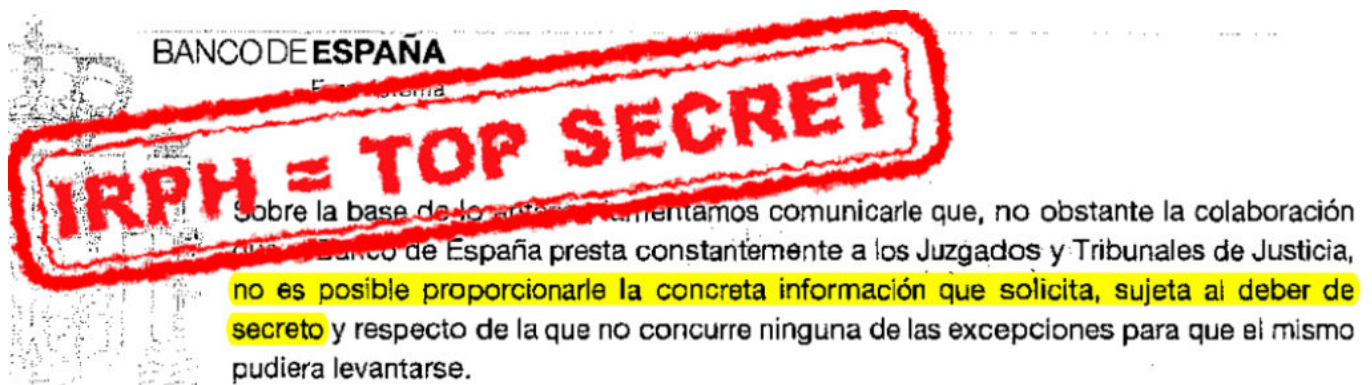 BANCO DE ESPAÑA
IRPH = TOP SECRET
Sobre la base de lo lamentamos comunicarle que, no obstante la colaboración
Banco de España presta constantemente a los Juzgados y Tribunales de Justicia,
no es posible proporcionarle la concreta información que solicita, sujeta al deber de
secreto y respecto de la que no concurre ninguna de las excepciones para que el mismo
pudiera levantarse.